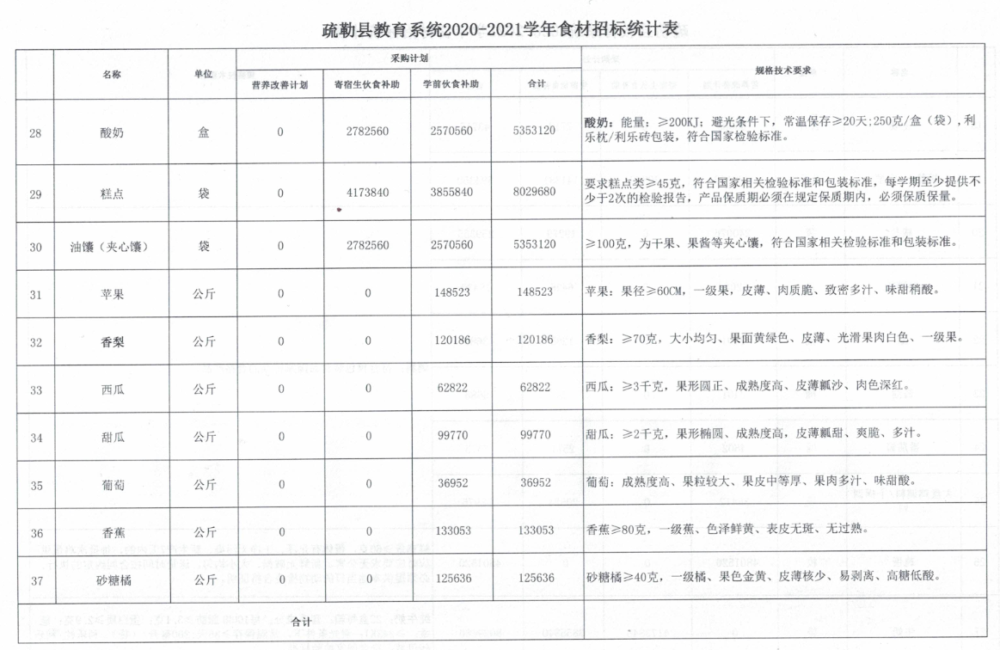 疏勒县教育系统2020-2021学年食材招标统计表
名称 单位 采购计划 规格技术要求
营养改善计划 寄宿生伙食补助 学前伙食补助 合计
28 酸奶 盒 0 2782560 2570560 5353120 酸奶：能量：≥200KJ；避光条件下，常温保存≥20天;250克/盒（袋）,利
乐枕/利乐砖包装，符合国家检验标准。
29 糕点 袋 0 4173840 3855840 8029680 要求糕点类≥45克，符合国家相关检验标准和包装标准，每学期至少提供不
少于2次的检验报告，产品保质期必须在规定保质期内，必须保质保量。
30 油馕（夹心馕） 袋 0 2782560 2570560 5353120 ≥100克，为干果、果酱等夹心馕，符合国家相关检验标准和包装标准。
31 苹果 公斤 0 0 148523 148523 苹果：果径≥60CM，一级果，皮薄、肉质脆、致密多汁、味甜稍酸。
32 香梨 公斤 0 0 120186 120186 香梨：≥70克，大小均匀、果面黄绿色、皮薄、光滑果肉白色、一级果。
33 西瓜 公斤 0 0 62822 62822 西瓜：≥3千克，果形圆正、成熟度高、皮薄瓤沙、肉色深红。
34 甜瓜 公斤 0 0 99770 99770 甜瓜：≥2千克，果形椭圆、成熟度高，皮薄瓤甜、爽脆、多汁。
35 葡萄 公斤 0 0 36952 36952 葡萄：成熟度高、果粒较大、果皮中等厚、果肉多汁、味甜酸。
36 香蕉 公斤 0 0 133053 133053 香蕉≥80克，一级蕉、色泽鲜黄、表皮无斑、无过熟。
37 砂糖橘 公斤 0 0 125636 125636 砂糖橘≥40克，一级橘、果色金黄、皮薄核少、易剥离、高糖低酸。
合计